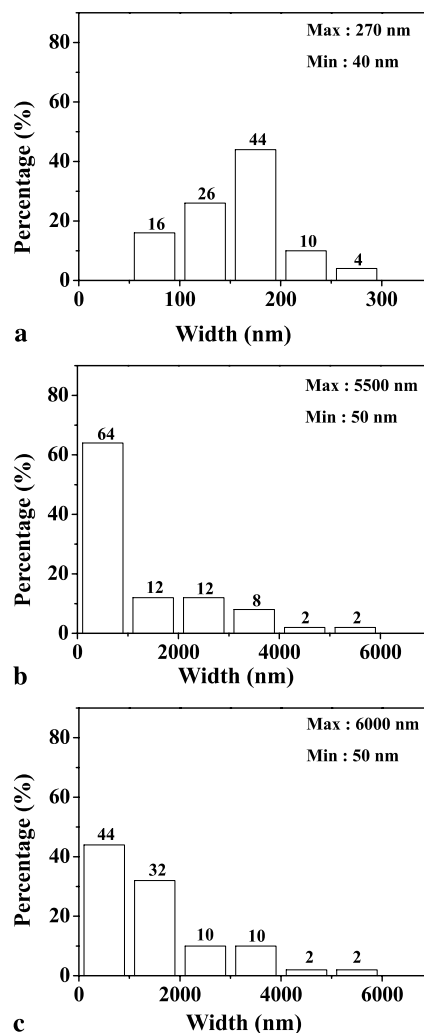 Max : 270 nm
Min : 40 nm
80
60
40
20
0
Percentage (%)
16
26
44
10
4
0 100 200 300
Width (nm)
a
Max : 5500 nm
Min : 50 nm
80
60
40
20
0
Percentage (%)
64
12
12
8
2
2
0 2000 4000 6000
Width (nm)
b
Max : 6000 nm
Min : 50 nm
80
60
40
20
0
Percentage (%)
44
32
10
10
2
2
0 2000 4000 6000
Width (nm)
c